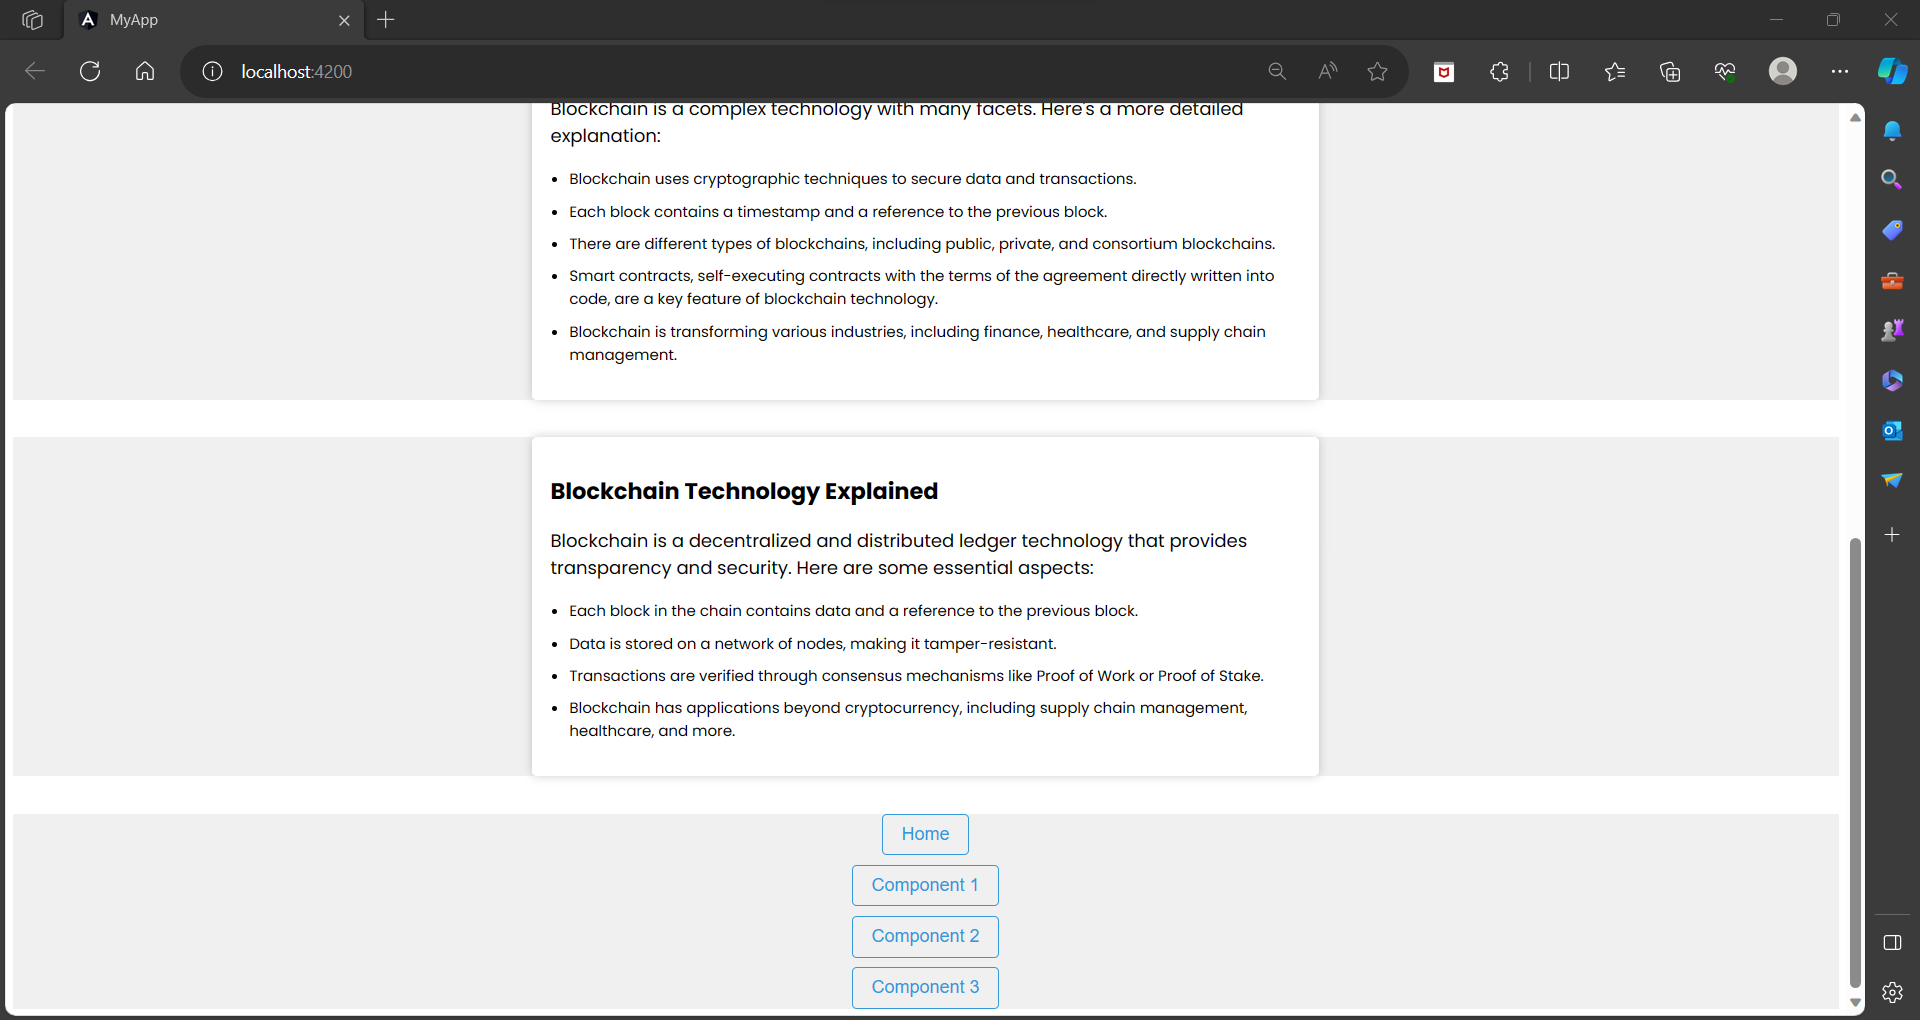 MyApp
localhost:4200
Blockchain is a complex technology with many facets. Here's a more detailed
explanation:
Blockchain uses cryptographic techniques to secure data and transactions.
Each block contains a timestamp and a reference to the previous block.
There are different types of blockchains, including public, private, and consortium blockchains.
Smart contracts, self-executing contracts with the terms of the agreement directly written into
code, are a key feature of blockchain technology.
Blockchain is transforming various industries, including finance, healthcare, and supply chain
management.
Blockchain Technology Explained
Blockchain is a decentralized and distributed ledger technology that provides
transparency and security. Here are some essential aspects:
Each block in the chain contains data and a reference to the previous block.
Data is stored on a network of nodes, making it tamper-resistant.
Transactions are verified through consensus mechanisms like Proof of Work or Proof of Stake.
Blockchain has applications beyond cryptocurrency, including supply chain management,
healthcare, and more.
Home
Component 1
Component 2
Component 3